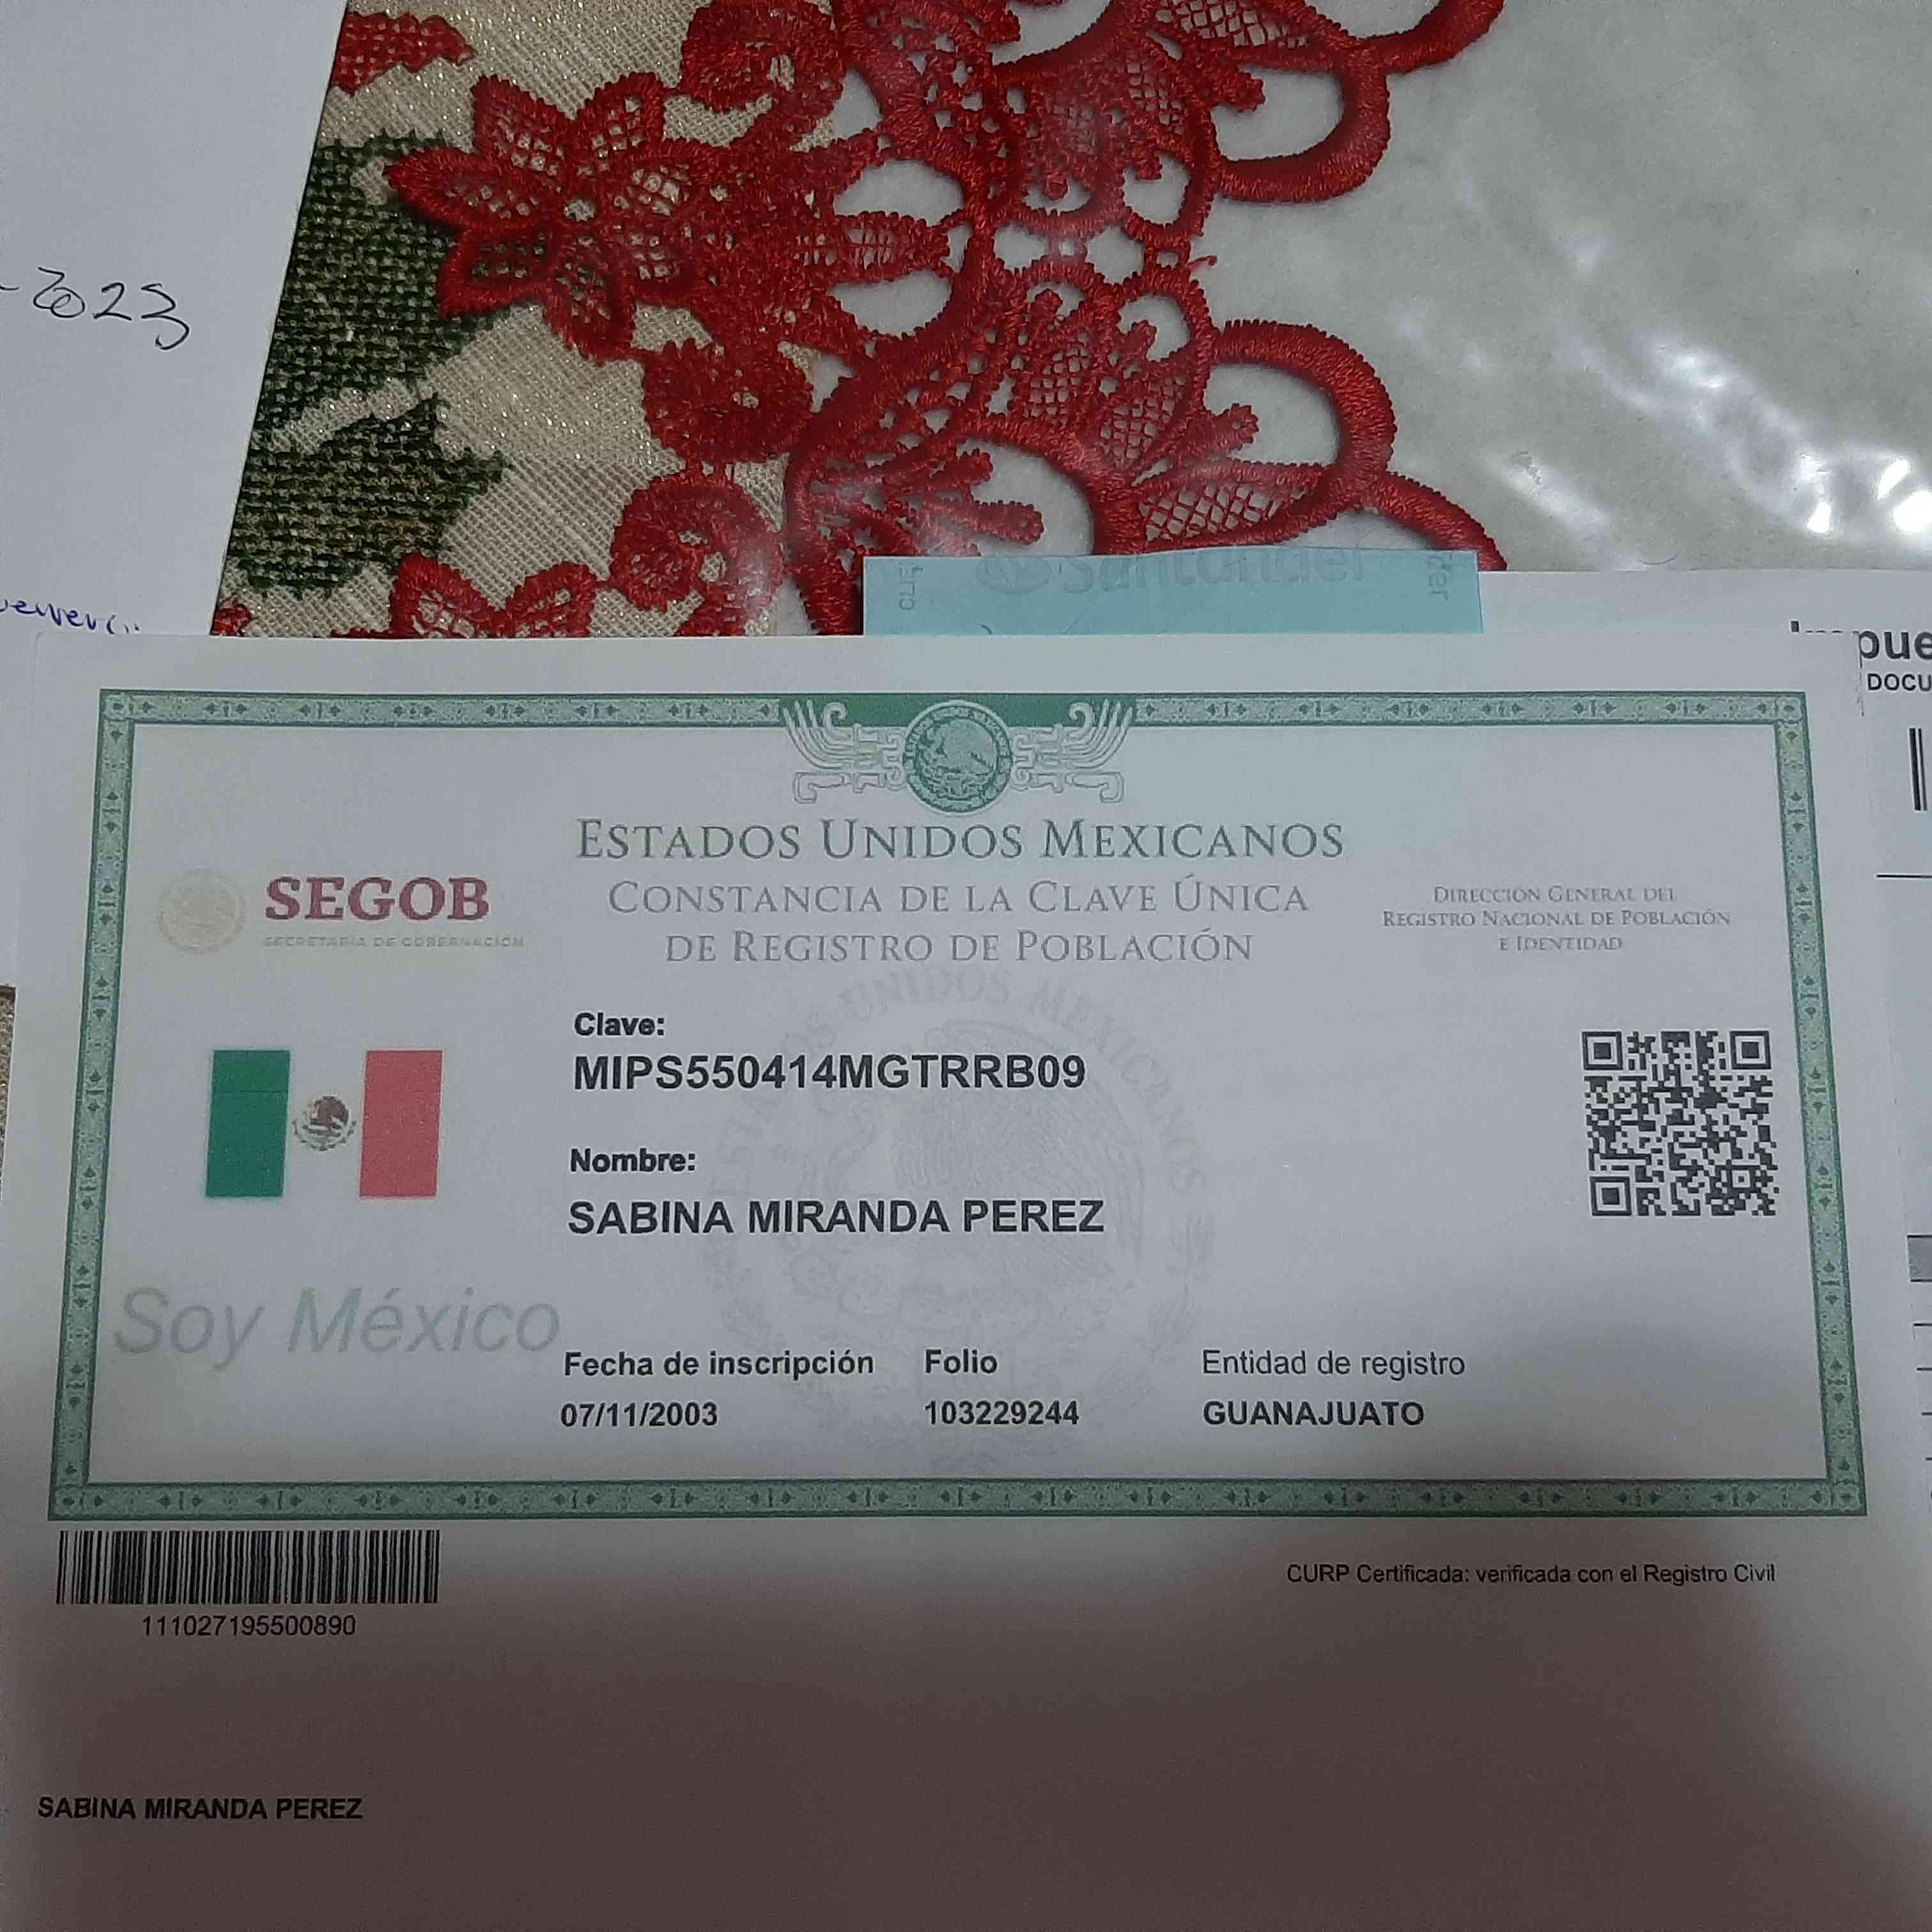 -2023
Santander
Impue
DOCU
ESTADOS UNIDOS MEXICANOS
CONSTANCIA DE LA CLAVE ÚNICA
DE REGISTRO DE POBLACIÓN
SEGOB
SECRETARÍA DE GOBERNACIÓN
DIRECCIÓN GENERAL DEL
REGISTRO NACIONAL DE POBLACIÓN
E IDENTIDAD
ESTADOS UNIDOS MEXICANOS
Clave:
MIPS550414MGTRRB09
Nombre:
SABINA MIRANDA PEREZ
Soy México
Fecha de inscripción Folio Entidad de registro
07/11/2003 103229244 GUANAJUATO
111027195500890
CURP Certificada: verificada con el Registro Civil
SABINA MIRANDA PEREZ